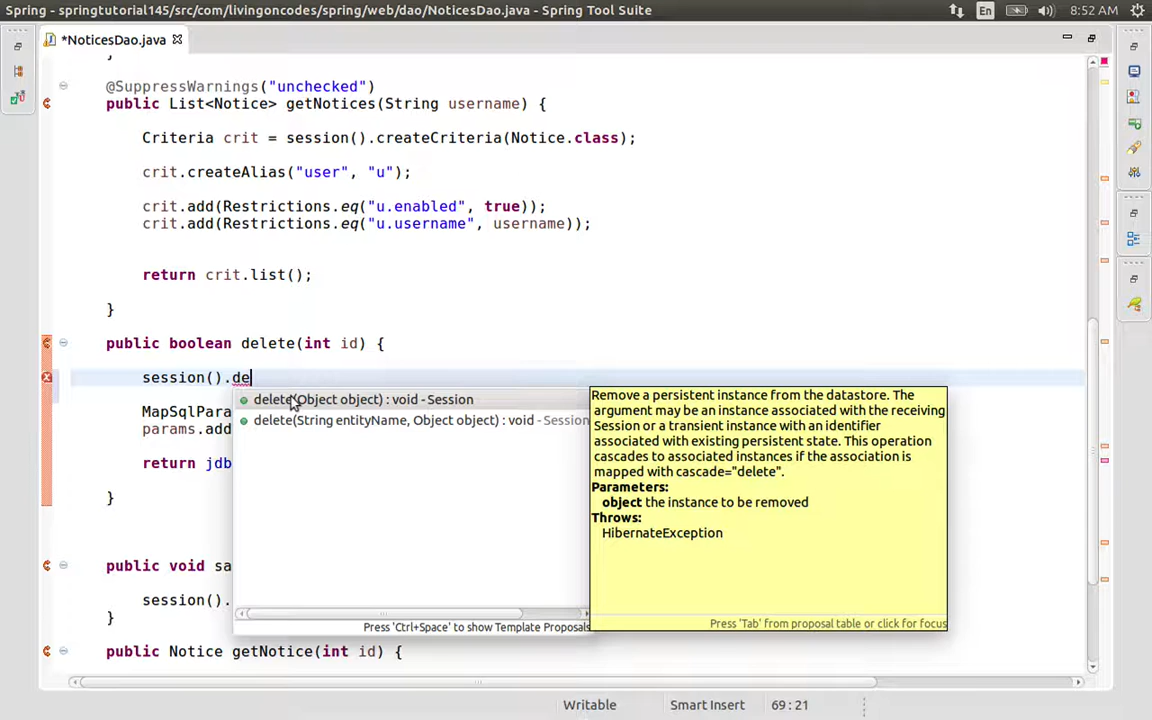 Spring - springtutorial145/src/com/livingoncodes/spring/web/dao/NoticesDao.java - Spring Tool Suite
En
8:52 AM
*NoticesDao.java
}
@SuppressWarnings("unchecked")
public List<Notice> getNotices(String username) {
Criteria crit = session().createCriteria(Notice.class);
crit.createAlias("user", "u");
crit.add(Restrictions.eq("u.enabled", true));
crit.add(Restrictions.eq("u.username", username));
return crit.list();
}
public boolean delete(int id) {
session().de
MapSqlPara
params.add
return jdb
}
delete(Object object) : void - Session
delete(String entityName, Object object) : void - Session
Press 'Ctrl+Space' to show Template Proposals
Remove a persistent instance from the datastore. The
argument may be an instance associated with the receiving
Session or a transient instance with an identifier
associated with existing persistent state. This operation
cascades to associated instances if the association is
mapped with cascade="delete".
Parameters:
object the instance to be removed
Throws:
HibernateException
Press 'Tab' from proposal table or click for focus
public void sa
session().
}
public Notice getNotice(int id) {
Writable
Smart Insert
69 : 21